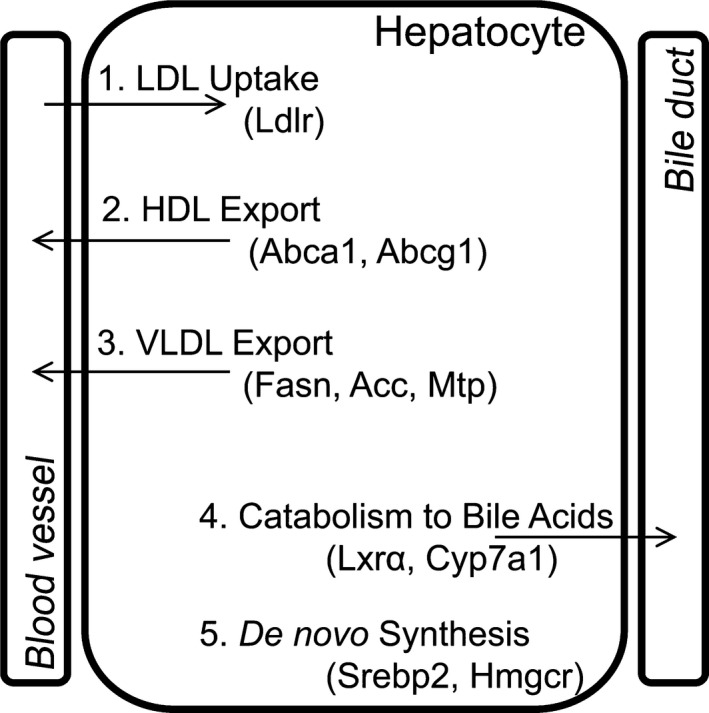 Hepatocyte
1. LDL Uptake
(Ldlr)
2. HDL Export
(Abca1, Abcg1)
3. VLDL Export
(Fasn, Acc, Mtp)
4. Catabolism to Bile Acids
(Lxrα, Cyp7a1)
5. De novo Synthesis
(Srebp2, Hmgcr)
Blood vessel
Bile duct